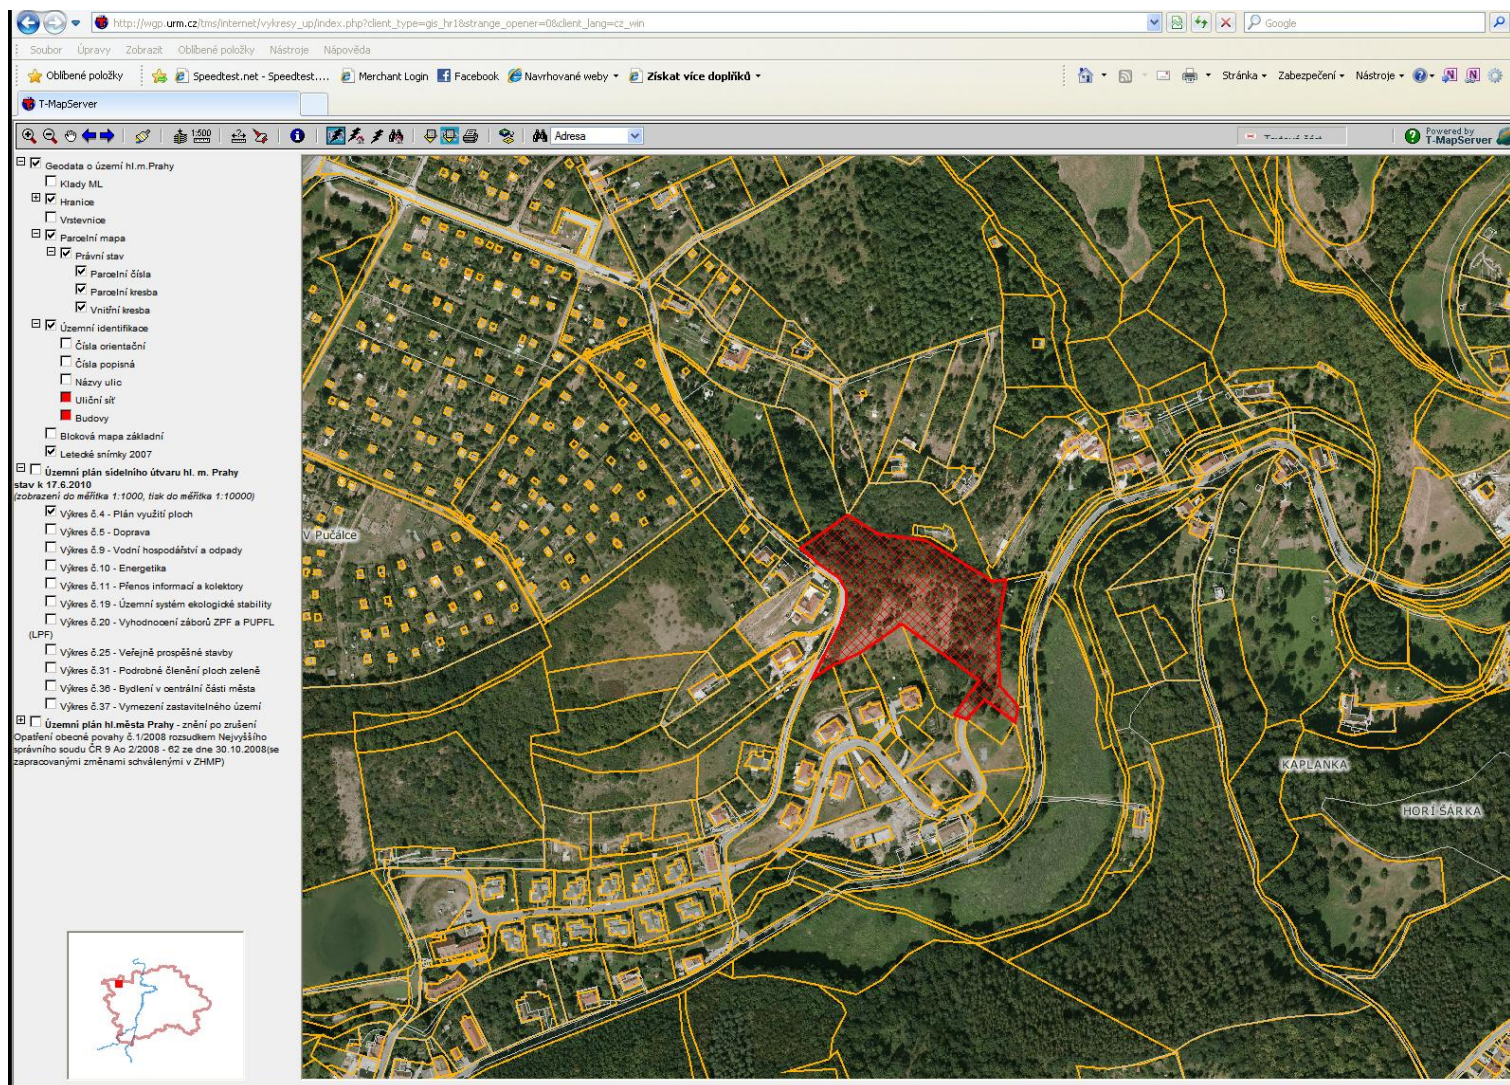 http://wgp.urm.cz/tms/internet/vykresy_up/index.php?client_type=gis_hr1&strange_opener=0&client_lang=cz_win
Google
Soubor Úpravy Zobrazit Oblíbené položky Nástroje Nápověda
Oblíbené položky Speedtest.net - Speedtest.... Merchant Login Facebook Navrhované weby Získat více doplňků
Stránka Zabezpečení Nástroje
T-MapServer
1:500
Adresa
Powered by
T-MapServer
Geodata o území hl.m.Prahy
Klady ML
Hranice
Vrstevnice
Parcelní mapa
Právní stav
Parcelní čísla
Parcelní kresba
Vnitřní kresba
Územní identifikace
Čísla orientační
Čísla popisná
Názvy ulic
Uliční síť
Budovy
Bloková mapa základní
Letecké snímky 2007
Územní plán sídelního útvaru hl. m. Prahy
stav k 17.6.2010
(zobrazení do měřítka 1:1000, tisk do měřítka 1:10000)
Výkres č.4 - Plán využití ploch
Výkres č.5 - Doprava
Výkres č.9 - Vodní hospodářství a odpady
Výkres č.10 - Energetika
Výkres č.11 - Přenos informací a kolektory
Výkres č.19 - Územní systém ekologické stability
Výkres č.20 - Vyhodnocení záborů ZPF a PUPFL
(LPF)
Výkres č.25 - Veřejně prospěšné stavby
Výkres č.31 - Podrobné členění ploch zeleně
Výkres č.36 - Bydlení v centrální části města
Výkres č.37 - Vymezení zastavitelného území
Územní plán hl.města Prahy - znění po zrušení
Opatření obecné povahy č.1/2008 rozsudkem Nejvyššího
správního soudu ČR 9 Ao 2/2008 - 62 ze dne 30.10.2008(se
zapracovanými změnami schválenými v ZHMP)
V Pučálce
KAPLANKA
HORÍ ŠÁRKA